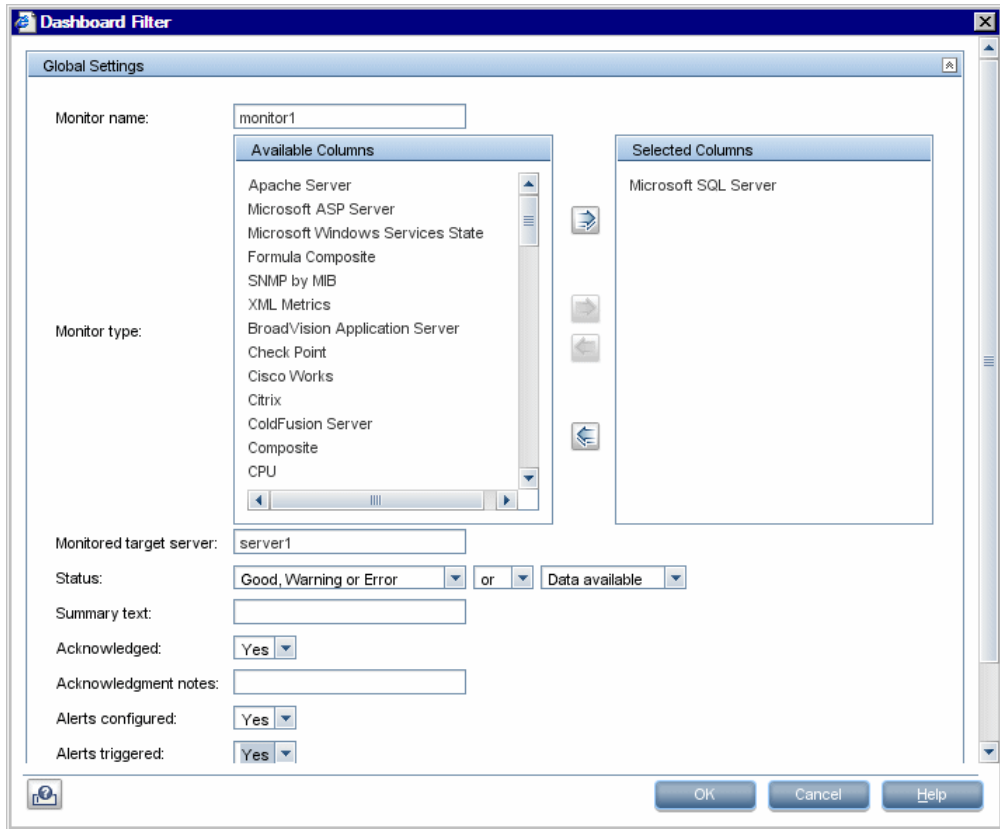 Dashboard Filter
Global Settings
Monitor name: monitor1
Available Columns
Selected Columns
Monitor type:
Apache Server
Microsoft ASP Server
Microsoft Windows Services State
Formula Composite
SNMP by MIB
XML Metrics
BroadVision Application Server
Check Point
Cisco Works
Citrix
ColdFusion Server
Composite
CPU
Microsoft SQL Server
Monitored target server: server1
Status: Good, Warning or Error or Data available
Summary text:
Acknowledged: Yes
Acknowledgment notes:
Alerts configured: Yes
Alerts triggered: Yes
OK Cancel Help